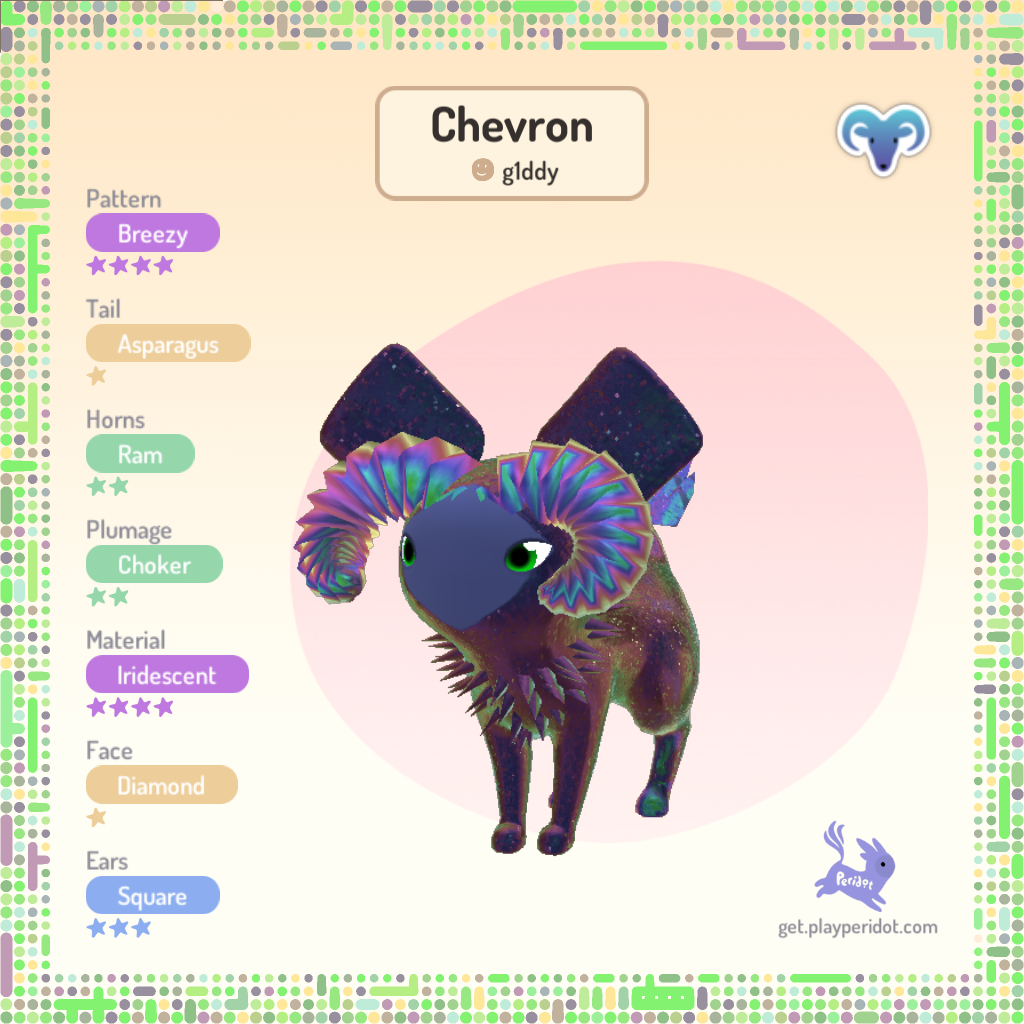 Chevron
g1ddy
Pattern
Breezy
Tail
Asparagus
Horns
Ram
Plumage
Choker
Material
Iridescent
Face
Diamond
Ears
Square
Peridot
get.playperidot.com